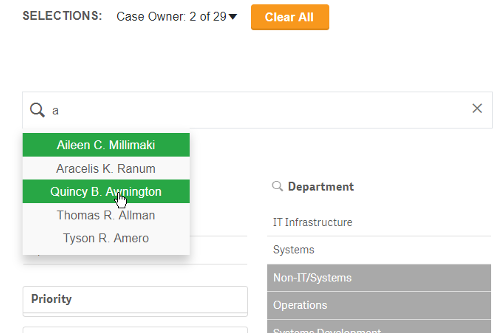 SELECTIONS: Case Owner: 2 of 29 Clear All
a
Aileen C. Millimaki
Aracelis K. Ranum
Quincy B. Awnington
Thomas R. Allman
Tyson R. Amero
Priority
Department
IT Infrastructure
Systems
Non-IT/Systems
Operations
Systems Development